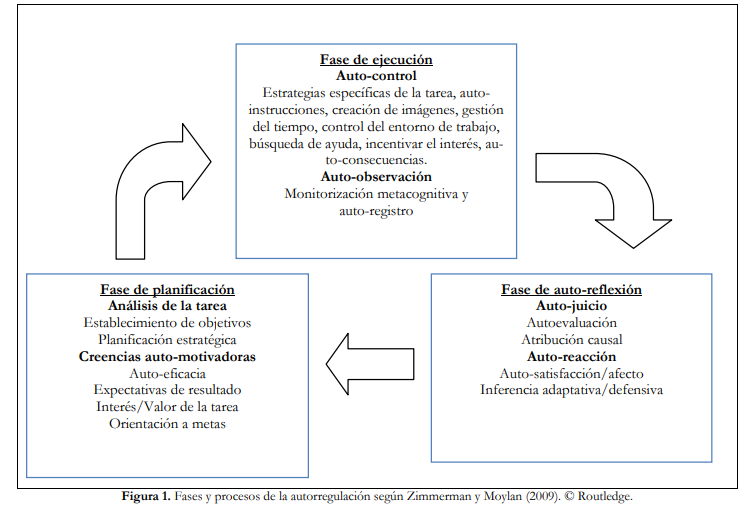 Fase de ejecución
Auto-control
Estrategias específicas de la tarea, auto-
instrucciones, creación de imágenes, gestión
del tiempo, control del entorno de trabajo,
búsqueda de ayuda, incentivar el interés, au-
to-consecuencias.
Auto-observación
Monitorización metacognitiva y
auto-registro
Fase de planificación
Análisis de la tarea
Establecimiento de objetivos
Planificación estratégica
Creencias auto-motivadoras
Auto-eficacia
Expectativas de resultado
Interés/Valor de la tarea
Orientación a metas
Fase de auto-reflexión
Auto-juicio
Autoevaluación
Atribución causal
Auto-reacción
Auto-satisfacción/afecto
Inferencia adaptativa/defensiva
Figura 1. Fases y procesos de la autorregulación según Zimmerman y Moylan (2009). © Routledge.